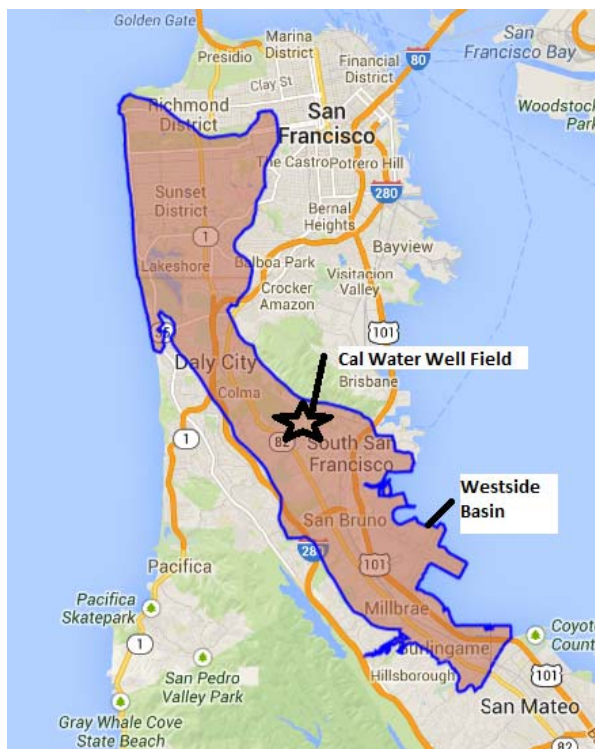 Golden Gate
Marina
District
Presidio
Clay St
Financial
District
80
San
Francisco Bay
Richmond
District
San
Francisco
Woodstock
Park
The Castro
Potrero Hill
280
Sunset
District
1
Bernal
Heights
Bayview
Lakeshore
Balboa Park
Visitacion
Valley
Crocker
Amazon
101
35
Daly City
Cal Water Well Field
Brisbane
Colma
1
82
South San
Francisco
Westside
Basin
San Bruno
280
101
Pacifica
Pacifica
Skatepark
Millbrae
1
Coyote
Count
Burlingame
San Pedro
Valley Park
Hillsborough
101
Gray Whale Cove
State Beach
San Mateo
82